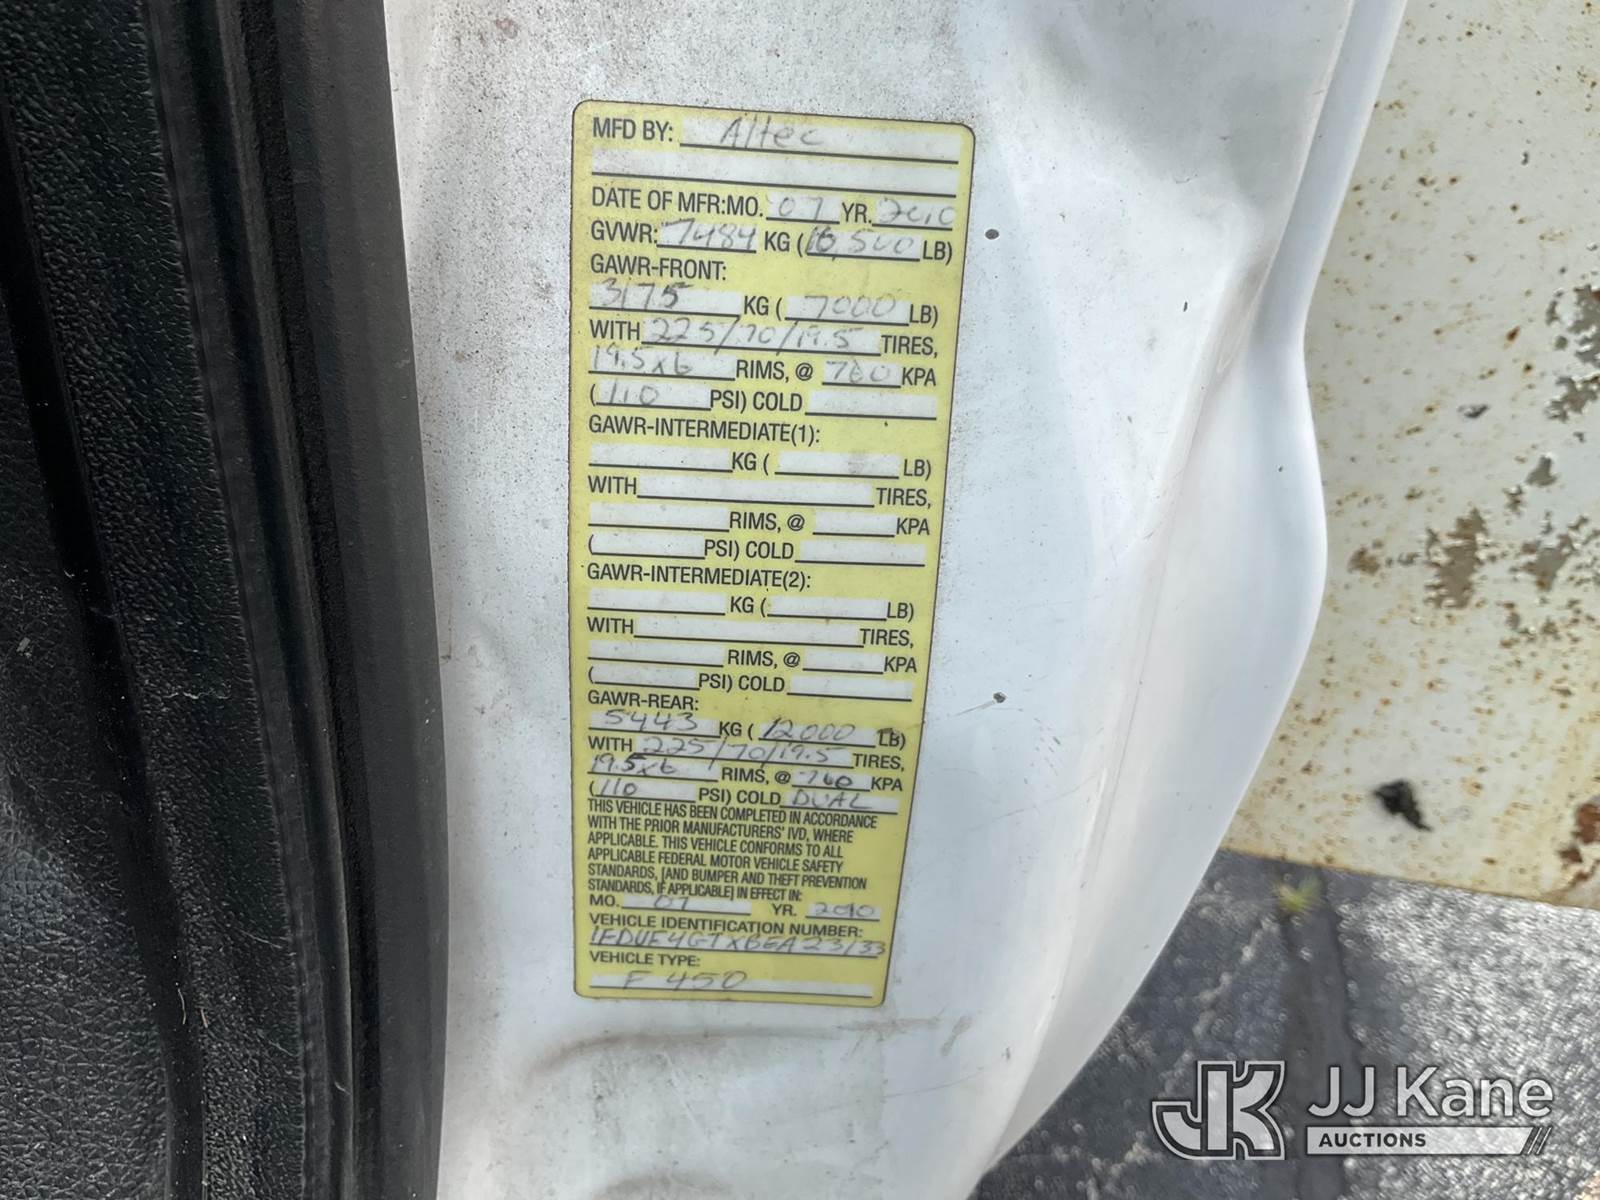 MFD BY: Altec
DATE OF MFR:MO. 07 YR. 2010
GVWR: 7484 KG (16,500 LB)
GAWR-FRONT:
3175 KG ( 7000 LB)
WITH 225/70/19.5 TIRES,
19.5x6 RIMS, @ 760 KPA
(110 PSI) COLD
GAWR-INTERMEDIATE(1):
KG ( LB)
WITH TIRES,
RIMS, @ KPA
( PSI) COLD
GAWR-INTERMEDIATE(2):
KG ( LB)
WITH TIRES,
RIMS, @ KPA
( PSI) COLD
GAWR-REAR:
5443 KG ( 12000 LB)
WITH 225/70/19.5 TIRES,
19.5x6 RIMS, @ 760 KPA
(110 PSI) COLD DUAL
THIS VEHICLE HAS BEEN COMPLETED IN ACCORDANCE
WITH THE PRIOR MANUFACTURERS' IVD, WHERE
APPLICABLE. THIS VEHICLE CONFORMS TO ALL
APPLICABLE FEDERAL MOTOR VEHICLE SAFETY
STANDARDS, [AND BUMPER AND THEFT PREVENTION
STANDARDS, IF APPLICABLE] IN EFFECT IN:
MO. 07 YR. 2010
VEHICLE IDENTIFICATION NUMBER:
VEHICLE TYPE:
F 450
JK JJ Kane
AUCTIONS